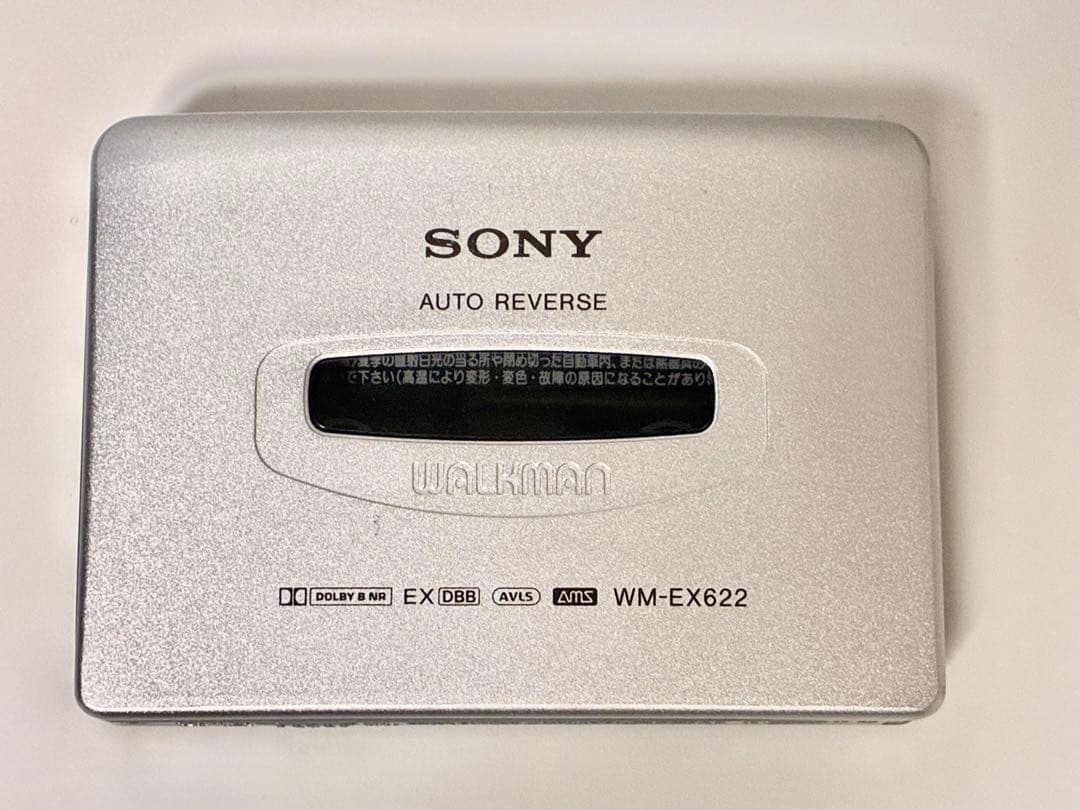 SONY
AUTO REVERSE
の直射日光の当る所や閉め切った自動車内、または
で下さい(高温により変形・変色・故障の原因になることがあり
WALKMAN
DOLBY B NR EX DBB AVLS AMS WM-EX622